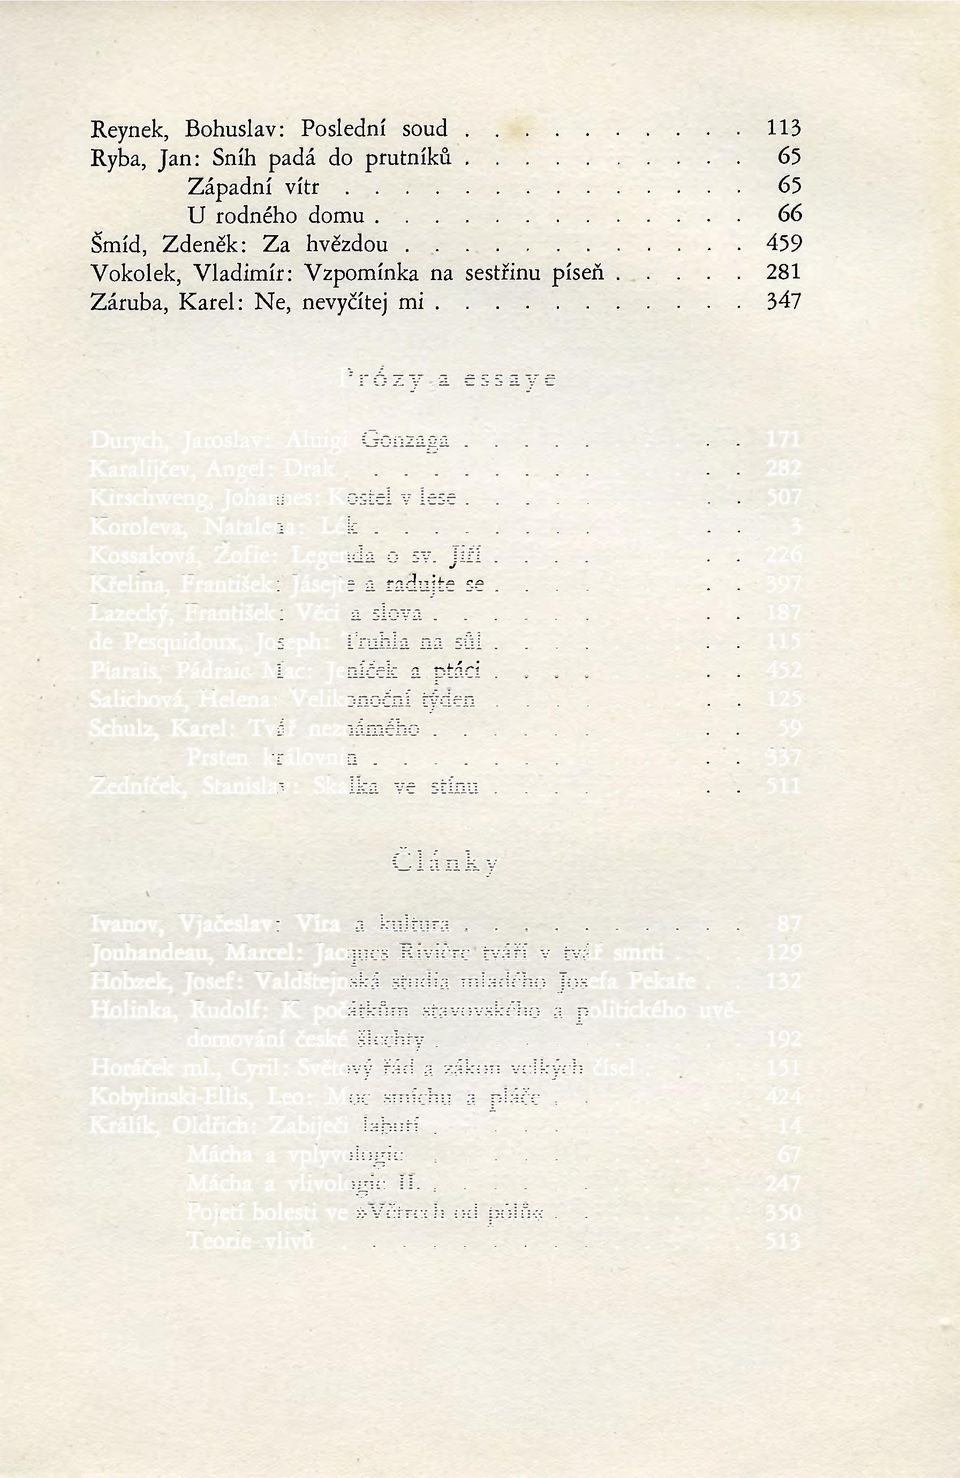 Reynek, Bohuslav: Poslední soud . . . . . . . . . . 113
Ryba, Jan: Sníh padá do prutníků . . . . . . . . . . 65
Západní vítr . . . . . . . . . . . . . . 65
U rodného domu . . . . . . . . . . . . . 66
Šmíd, Zdeněk: Za hvězdou . . . . . . . . . . . . 459
Vokolek, Vladimír: Vzpomínka na sestřinu píseň . . . . . 281
Záruba, Karel: Ne, nevyčítej mi . . . . . . . . . . . 347
Prózy a essaye
Durych, Jaroslav: Aluigi Gonzaga . . . . . . . 171
Karalijčev, Angel: Drak . . . . . . . . . . 282
Kirschweng, Johannes: Kostel v lese . . . . . . . 507
Koroleva, Natalena: Lék . . . . . . . . . 3
Kossaková, Žofie: Legenda o sv. Jiří . . . . . . 226
Křelina, František: Jásejte a radujte se . . . . . . 397
Lazecký, František: Věci a slova . . . . . . . . 187
de Pesquidoux, Joseph: Truhla na sůl . . . . . . 115
Piarais, Pádraic Mac: Jeníček a ptáci . . . . . . 452
Salichová, Helena: Velikonoční týden . . . . . . 125
Schulz, Karel: Tvář neznámého . . . . . . . . 59
Prsten královnin . . . . . . . . . 537
Zedníček, Stanislav: Skalka ve stínu . . . . . . 511
Články
Ivanov, Vjačeslav: Víra a kultura . . . . . . . . . . 87
Jouhandeau, Marcel: Jacques Rivière tváří v tvář smrti . . . 129
Hobzek, Josef: Valdštejnská studia mladého Josefa Pekaře . . 132
Holinka, Rudolf: K počátkům stavovského a politického uvě-
domování české šlechty . . . . . 192
Horáček ml., Cyril: Světový řád a zákon velkých čísel . . 151
Kobylinski-Ellis, Leo: Moc smíchu a pláče . . 424
Králík, Oldřich: Zabiječi labutí . . . . . 14
Mácha a vplyvologie . . . . . 67
Mácha a vlivologie II. . . . . . 247
Pojetí bolesti ve »Větrech od pólů« . . 350
Teorie vlivů . . . . . . . . . . 513